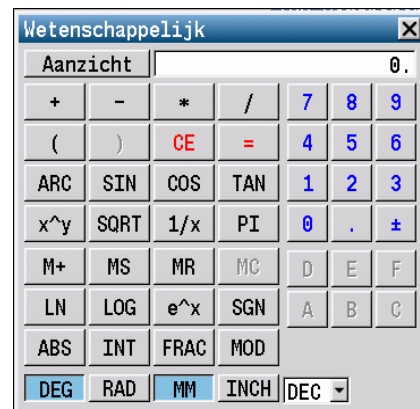 Wetenschappelijk
Aanzicht 0.
+ - * / 7 8 9
( ) CE = 4 5 6
ARC SIN COS TAN 1 2 3
x^y SQRT 1/x PI 0 . ±
M+ MS MR MC D E F
LN LOG e^x SGN A B C
ABS INT FRAC MOD
DEG RAD MM INCH DEC